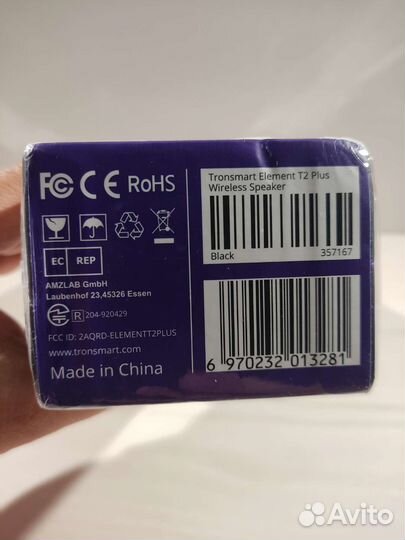 FC CE RoHS
EC REP
AMZLAB GmbH
Laubenhof 23,45326 Essen
R 204-920429
FCC ID: 2AQRD-ELEMENTT2PLUS
www.tronsmart.com
Made in China
Tronsmart Element T2 Plus
Wireless Speaker
Black 357167
6 970232 013281
Avito